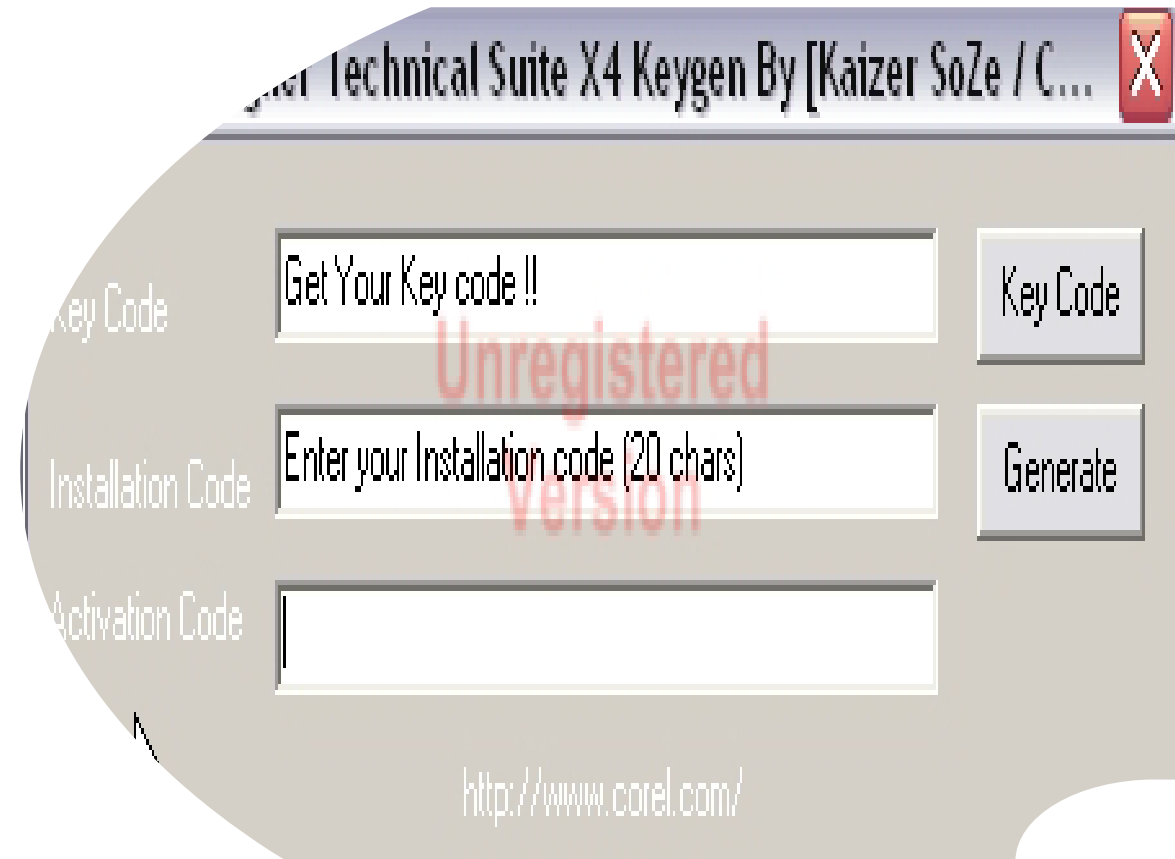 Technical Suite X4 Keygen By [Kaizer SoZe / C...
X
Key Code
Get Your Key code !!
Key Code
Unregistered
Installation Code
Enter your Installation code (20 chars)
Generate
Version
Activation Code
http://www.corel.com/